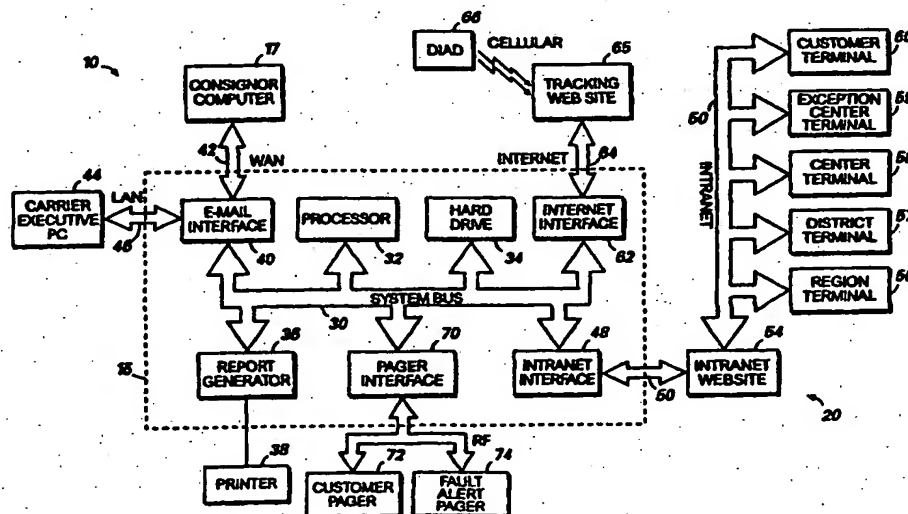 10
17
CONSIGNOR
COMPUTER
66
DIAD
CELLULAR
65
TRACKING
WEB SITE
CUSTOMER
TERMINAL
EXCEPTION
CENTER
TERMINAL
CENTER
TERMINAL
DISTRICT
TERMINAL
REGION
TERMINAL
50
INTRANET
42
WAN
INTERNET
64
44
CARRIER
EXECUTIVE
PC
LAN
46
E-MAIL
INTERFACE
40
PROCESSOR
32
HARD
DRIVE
34
INTERNET
INTERFACE
62
SYSTEM BUS
30
15
36
REPORT
GENERATOR
70
PAGER
INTERFACE
48
INTRANET
INTERFACE
50
54
INTRANET
WEBSITE
20
38
PRINTER
RF
72
CUSTOMER
PAGER
74
FAULT
ALERT
PAGER